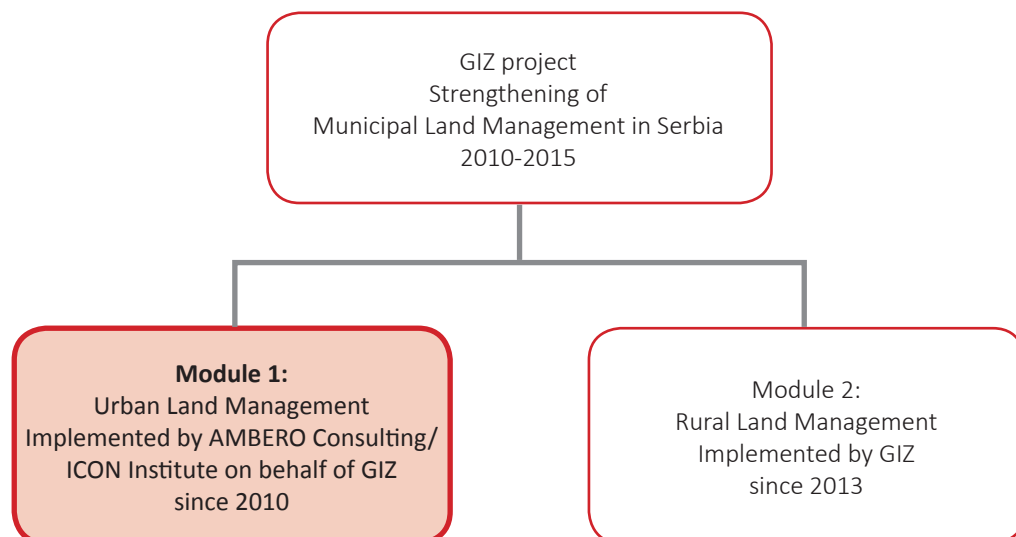 GIZ project
Strengthening of
Municipal Land Management in Serbia
2010-2015
Module 1:
Urban Land Management
Implemented by AMBERO Consulting/
ICON Institute on behalf of GIZ
since 2010
Module 2:
Rural Land Management
Implemented by GIZ
since 2013